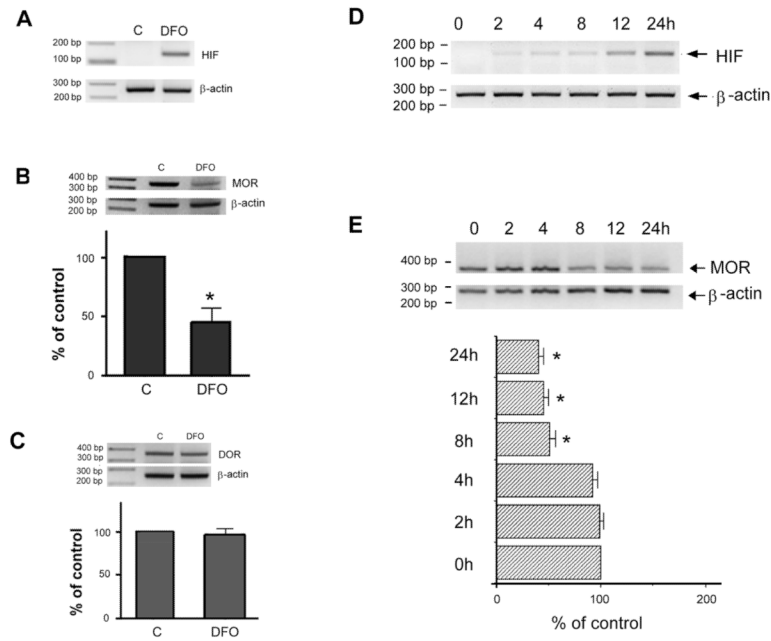 A
C DFO
200 bp
100 bp
HIF
300 bp
200 bp
β-actin
B
C DFO
400 bp
300 bp
MOR
300 bp
200 bp
β-actin
% of control
100
50
0
*
C DFO
C
C DFO
400 bp
300 bp
DOR
300 bp
200 bp
β-actin
% of control
100
50
0
C DFO
D
0 2 4 8 12 24h
200 bp
100 bp
HIF
300 bp
200 bp
β-actin
E
0 2 4 8 12 24h
400 bp
MOR
300 bp
200 bp
β-actin
24h *
12h *
8h *
4h
2h
0h
0 100 200
% of control